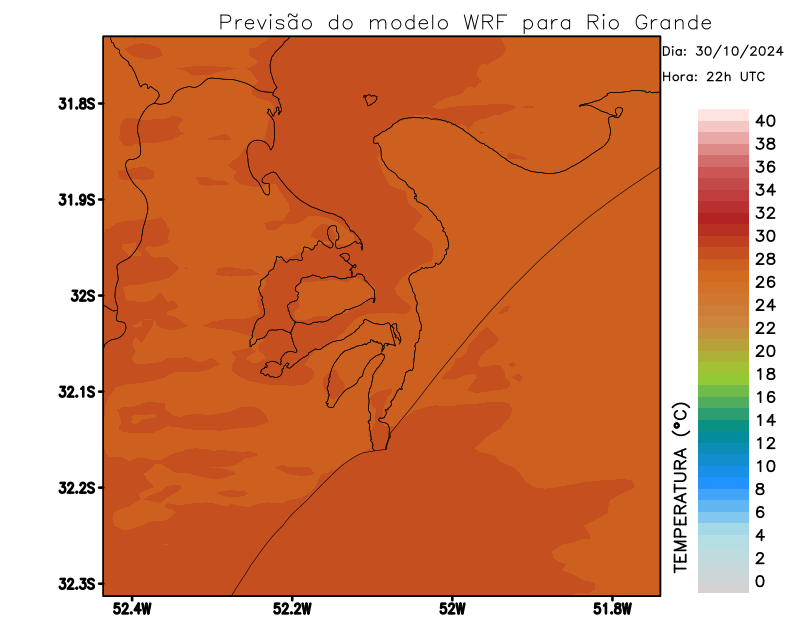 Previsão do modelo WRF para Rio Grande
Dia: 30/10/2024
Hora: 22h UTC
31.8S
31.9S
32S
32.1S
32.2S
32.3S
52.4W
52.2W
52W
51.8W
TEMPERATURA (°C)
40
38
36
34
32
30
28
26
24
22
20
18
16
14
12
10
8
6
4
2
0